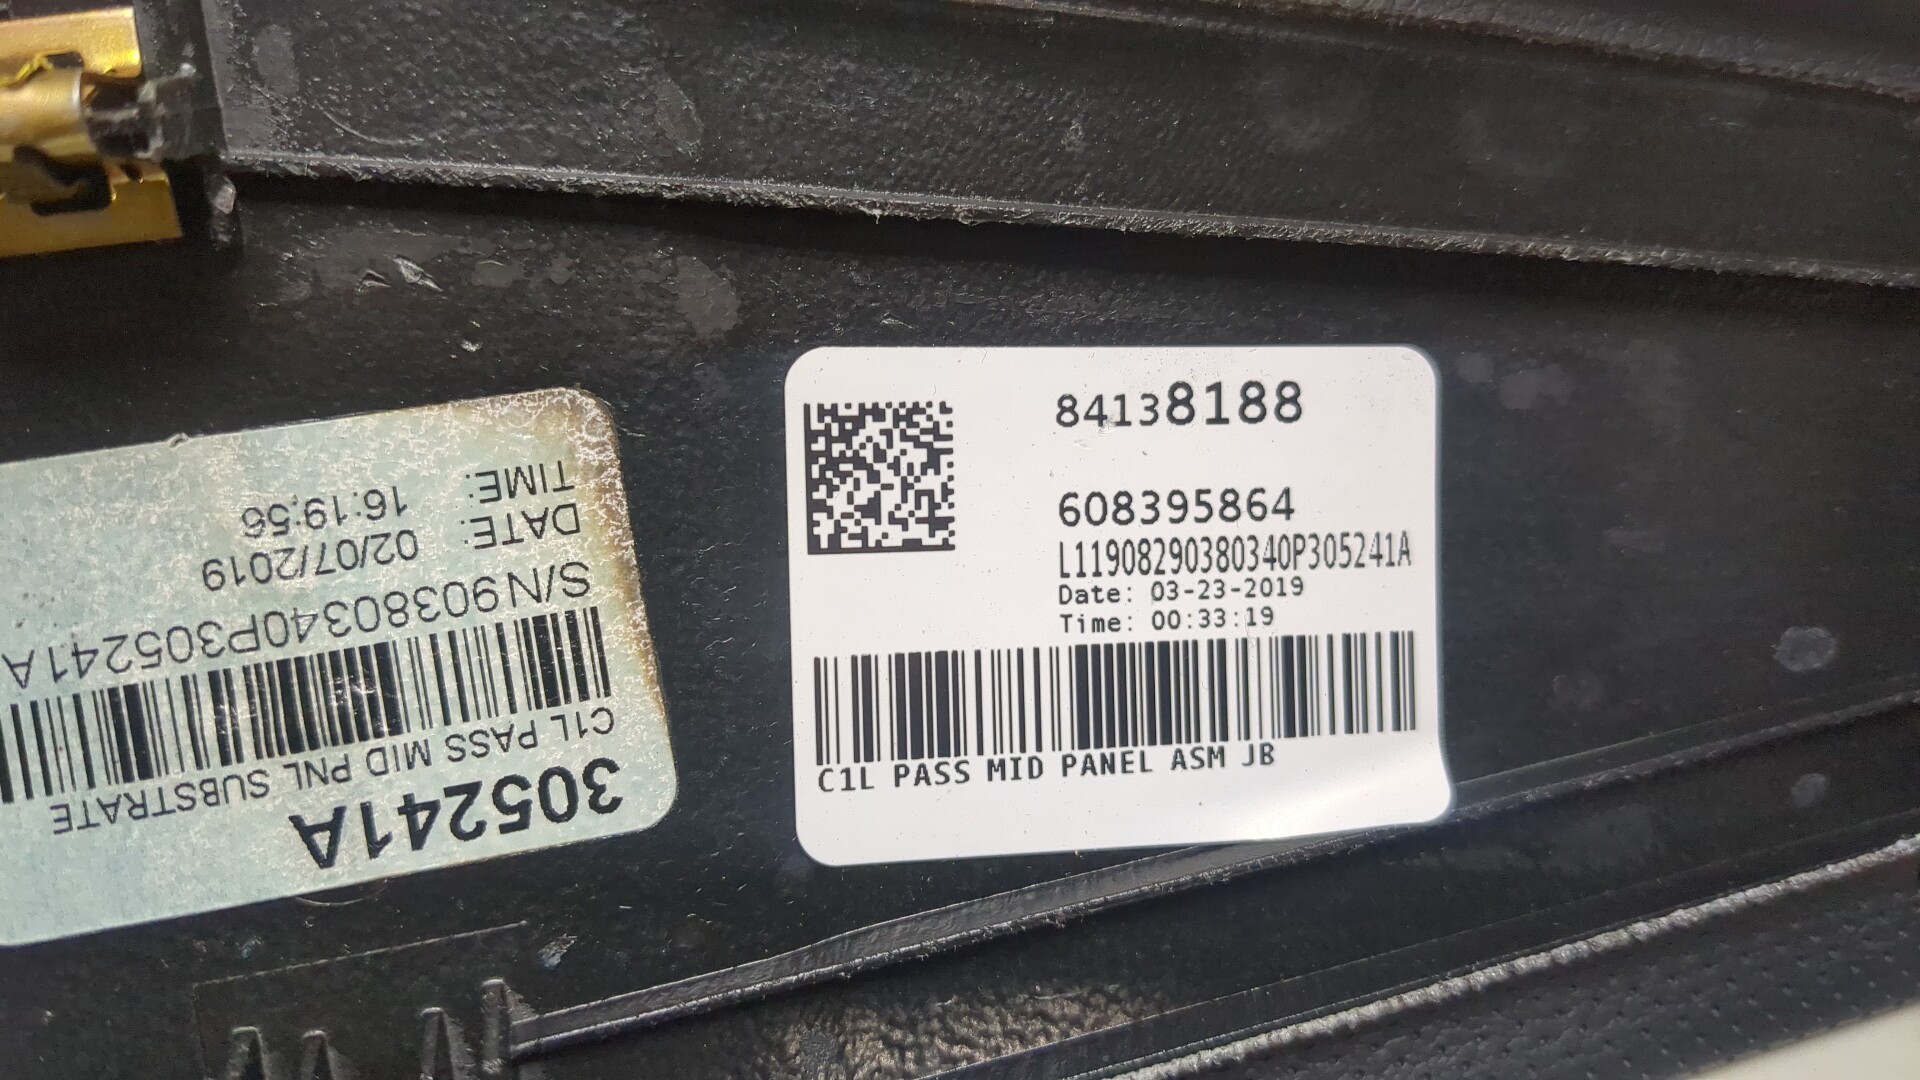 84138188
608395864
L11908290380340P305241A
Date: 03-23-2019
Time: 00:33:19
C1L PASS MID PANEL ASM JB
305241A
C1L PASS MID PNL SUBSTRATE
S/N 90380340P305241A
DATE: 02/07/2019
TIME: 16:19:56